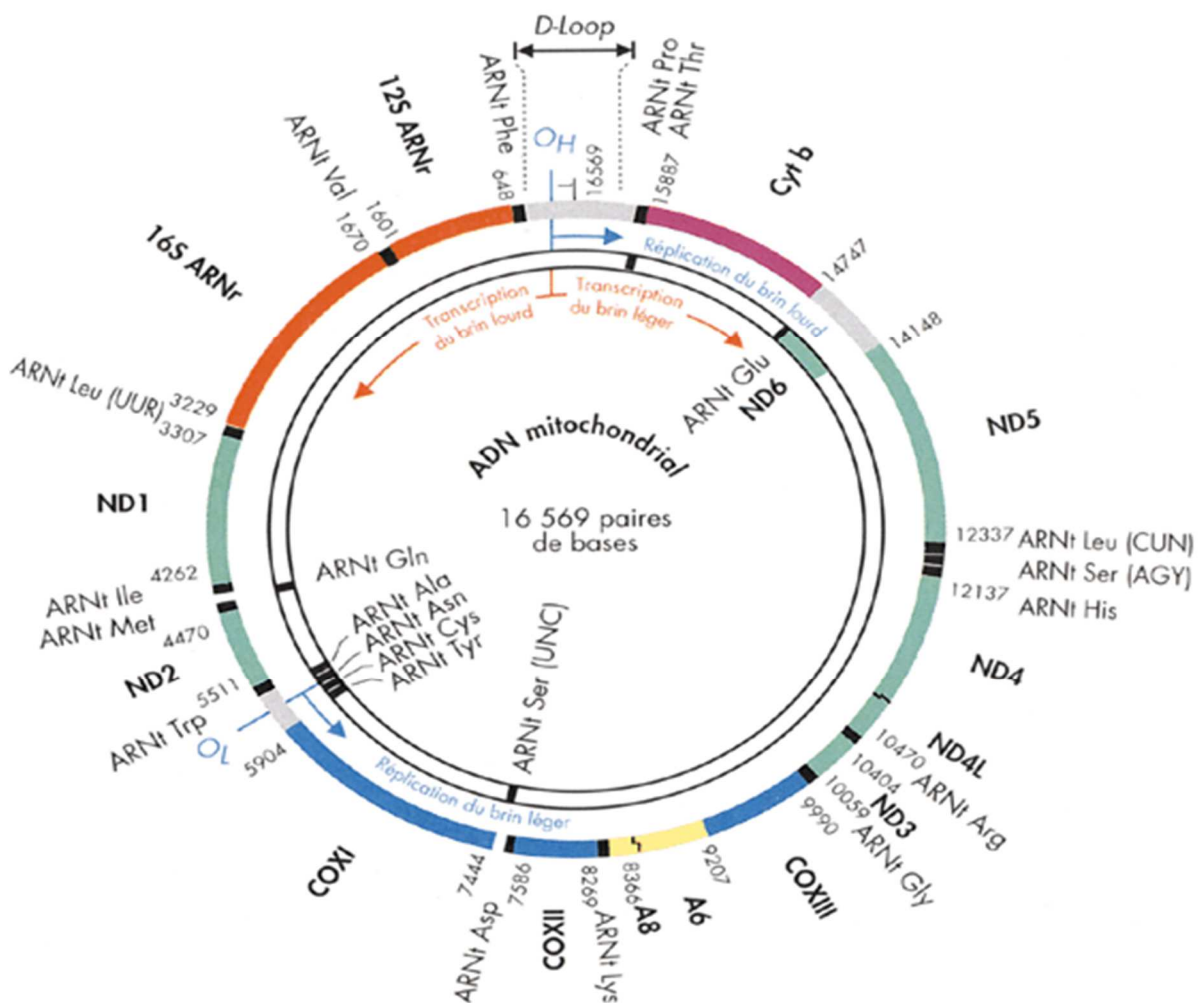 D-Loop
ARNt Pro
ARNt Thr
ARNt Phe
12S ARNr
OH
648
16569
15887
Cyt b
ARNt Val
1601
1670
16S ARNr
14747
Réplication du brin lourd
Transcription
du brin lourd
Transcription
du brin léger
14148
ARNt Glu
ND6
ARNt Leu (UUR)
3229
3307
ND5
ADN mitochondrial
16 569 paires
de bases
ND1
12337
ARNt Leu (CUN)
ARNt Ser (AGY)
12137
ARNt His
4262
ARNt Ile
ARNt Met
4470
ARNt Gln
ARNt Ala
ARNt Asn
ARNt Cys
ARNt Tyr
ARNt Ser (UNC)
ND2
5511
ARNt Trp
OL
5904
ND4
10470
ND4L
10404
ARNt Arg
10059
ND3
9990
ARNt Gly
Réplication du brin léger
COXI
7444
ARNt Asp
7586
COXII
8269
ARNt Lys
8366
A8
A6
9207
COXIII